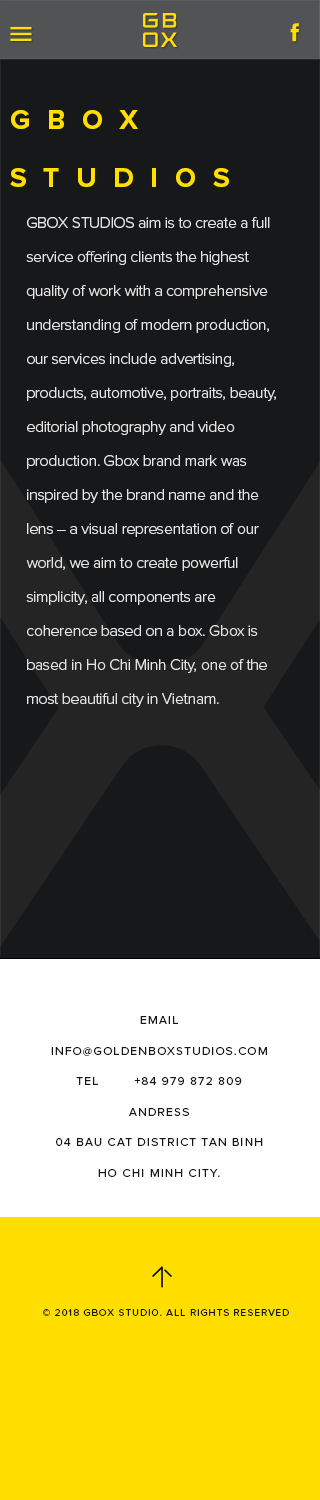 GB
OX
GBOX
STUDIOS
GBOX STUDIOS aim is to create a full
service offering clients the highest
quality of work with a comprehensive
understanding of modern production,
our services include advertising,
products, automotive, portraits, beauty,
editorial photography and video
production. Gbox brand mark was
inspired by the brand name and the
lens – a visual representation of our
world, we aim to create powerful
simplicity, all components are
coherence based on a box. Gbox is
based in Ho Chi Minh City, one of the
most beautiful city in Vietnam.
EMAIL
INFO@GOLDENBOXSTUDIOS.COM
TEL +84 979 872 809
ANDRESS
04 BAU CAT DISTRICT TAN BINH
HO CHI MINH CITY.
© 2018 GBOX STUDIO. ALL RIGHTS RESERVED